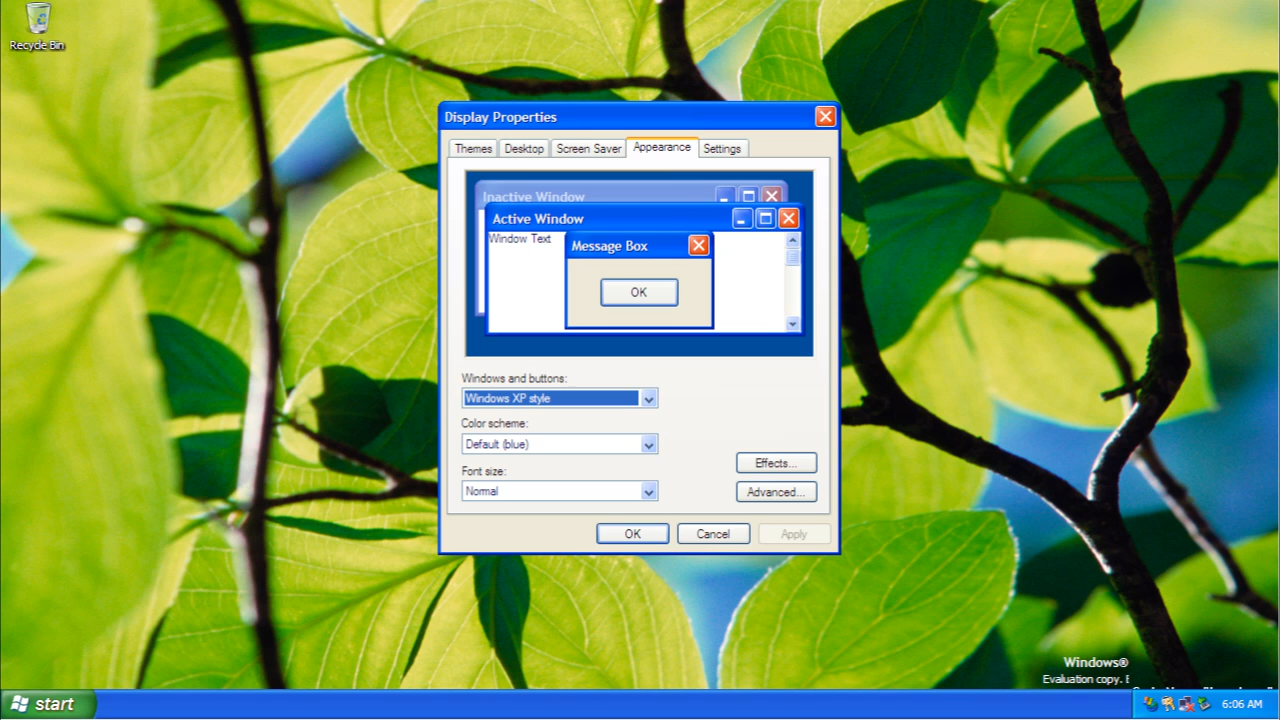 Recycle Bin
Display Properties
Themes
Desktop
Screen Saver
Appearance
Settings
Inactive Window
Active Window
Window Text
Message Box
OK
Windows and buttons:
Windows XP style
Color scheme:
Default (blue)
Effects...
Font size:
Normal
Advanced...
OK
Cancel
Apply
Windows®
Evaluation copy.
start
6:06 AM